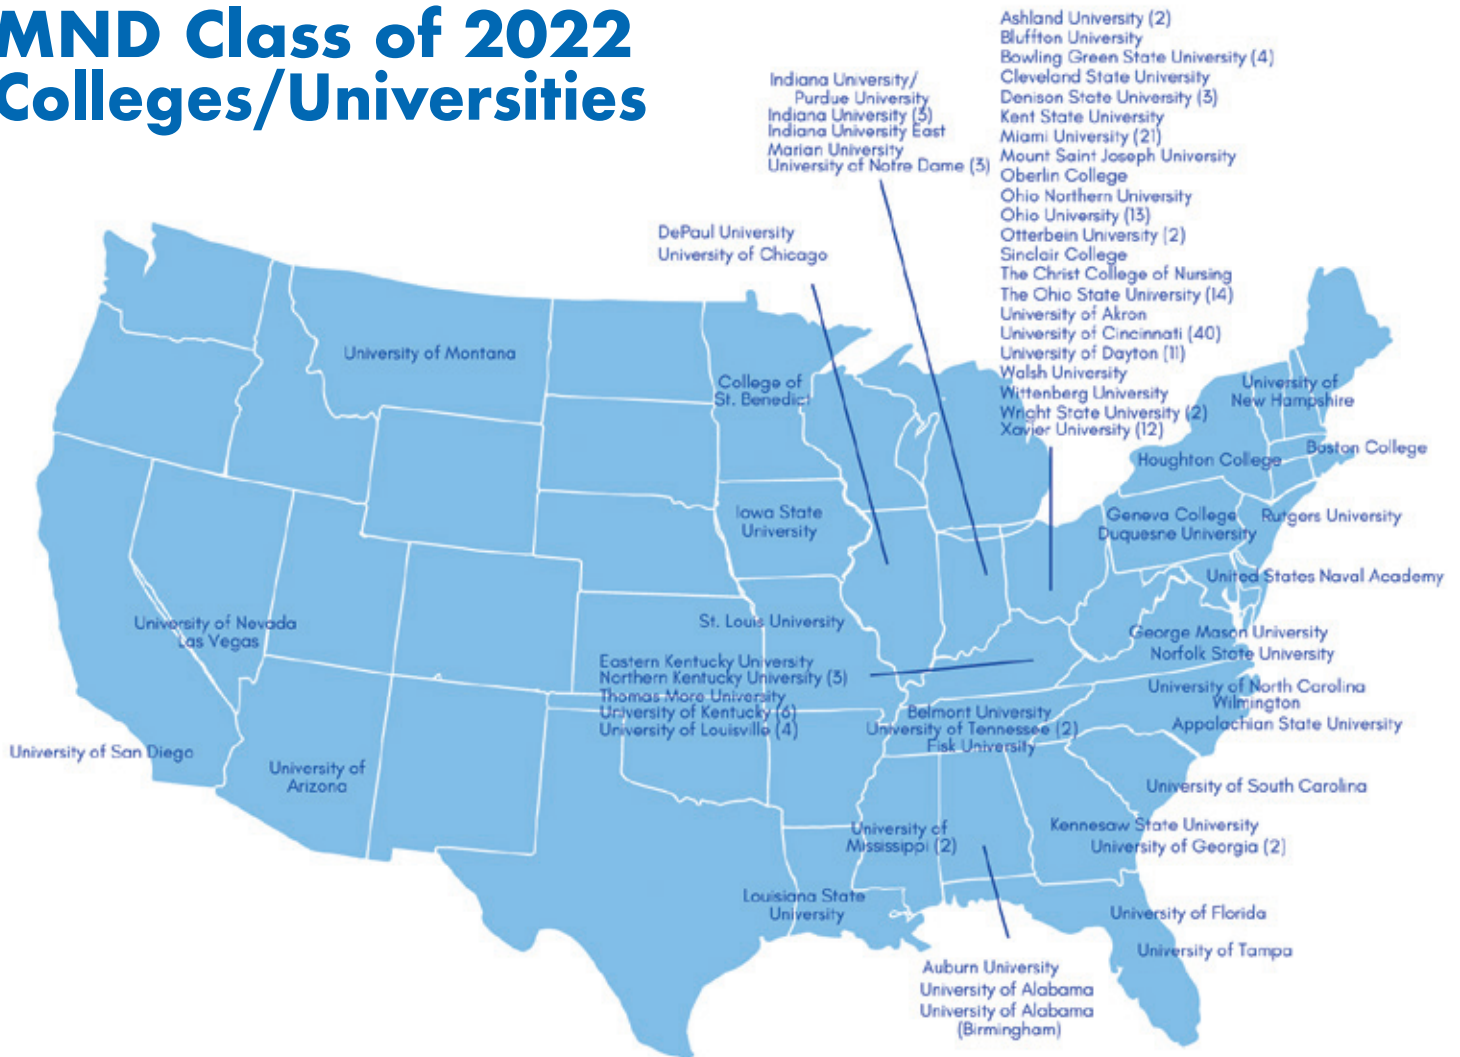 MND Class of 2022
Colleges/Universities
Ashland University (2)
Bluffton University
Bowling Green State University (4)
Cleveland State University
Denison State University (3)
Kent State University
Miami University (21)
Mount Saint Joseph University
Oberlin College
Ohio Northern University
Ohio University (13)
Otterbein University (2)
Sinclair College
The Christ College of Nursing
The Ohio State University (14)
University of Akron
University of Cincinnati (40)
University of Dayton (11)
Walsh University
Wittenberg University
Wright State University (2)
Xavier University (12)
Indiana University/
Purdue University
Indiana University (3)
Indiana University East
Marian University
University of Notre Dame (3)
DePaul University
University of Chicago
University of Montana
College of
St. Benedict
University of
New Hampshire
Boston College
Houghton College
Iowa State
University
Geneva College
Duquesne University
Rutgers University
United States Naval Academy
University of Nevada
Las Vegas
St. Louis University
George Mason University
Norfolk State University
Eastern Kentucky University
Northern Kentucky University (3)
Thomas More University
University of Kentucky (6)
University of Louisville (4)
University of North Carolina
Wilmington
Appalachian State University
Belmont University
University of Tennessee (2)
Fisk University
University of San Diego
University of
Arizona
University of South Carolina
Kennesaw State University
University of Georgia (2)
University of
Mississippi (2)
Louisiana State
University
University of Florida
University of Tampa
Auburn University
University of Alabama
University of Alabama
(Birmingham)